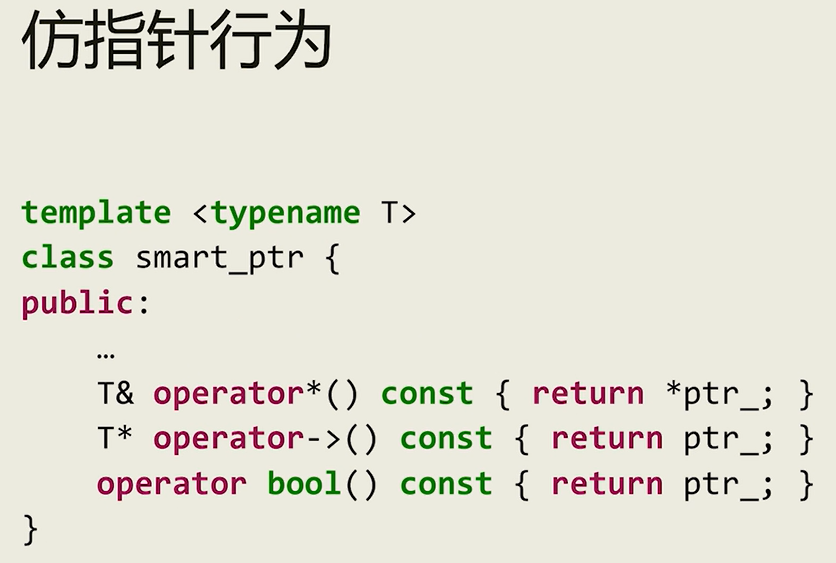 仿指针行为
template <typename T>
class smart_ptr {
public:
    …
    T& operator*() const { return *ptr_; }
    T* operator->() const { return ptr_; }
    operator bool() const { return ptr_; }
}